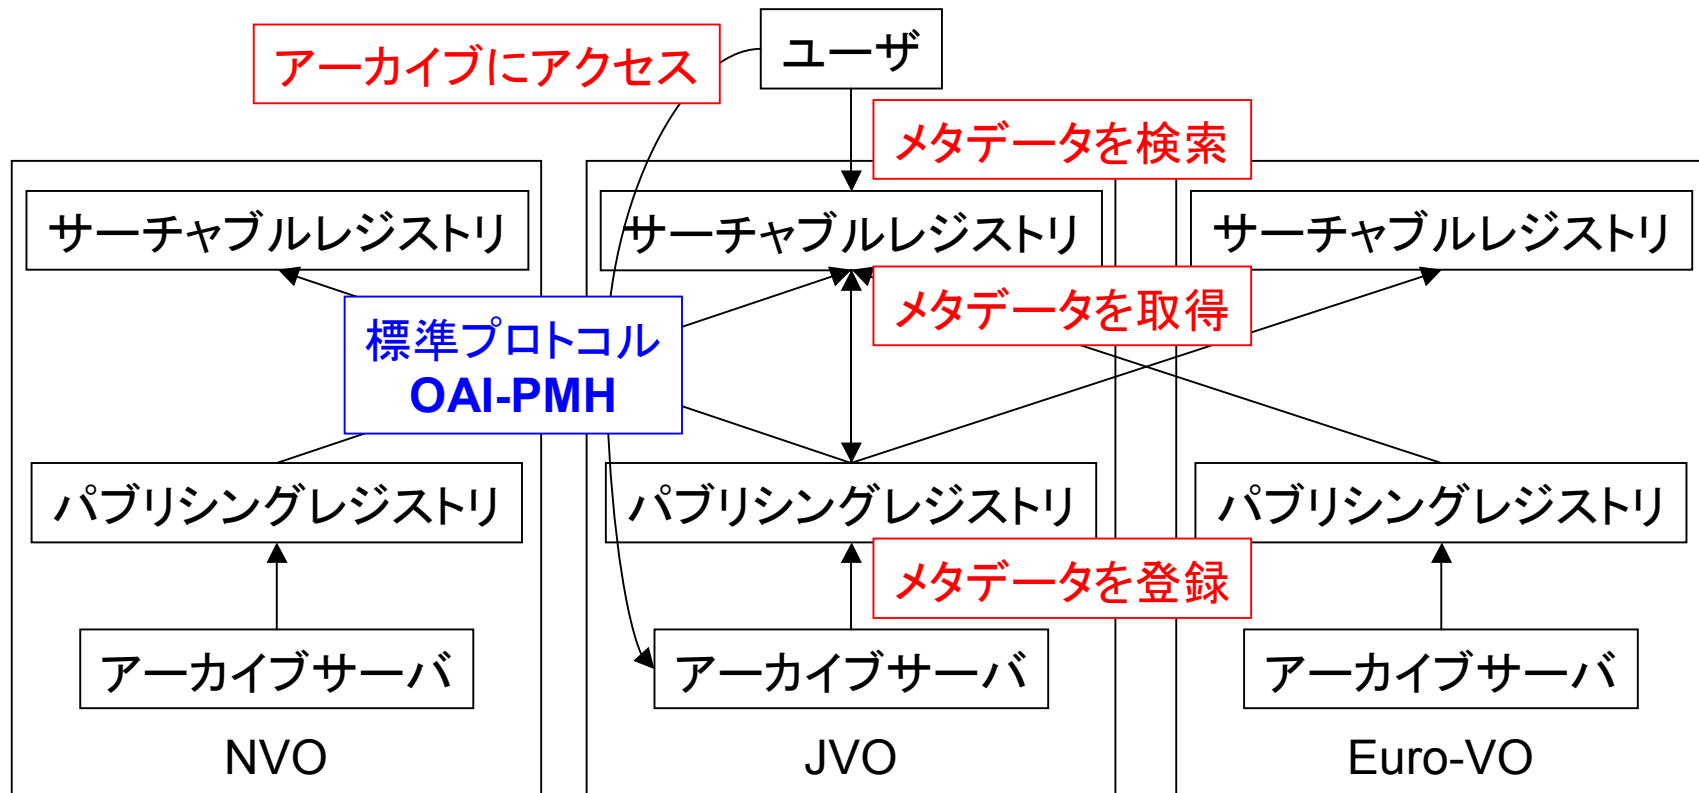 ユーザ
アーカイブにアクセス
メタデータを検索
サーチャブルレジストリ
サーチャブルレジストリ
サーチャブルレジストリ
メタデータを取得
標準プロトコル
OAI-PMH
パブリシングレジストリ
パブリシングレジストリ
パブリシングレジストリ
メタデータを登録
アーカイブサーバ
アーカイブサーバ
アーカイブサーバ
NVO
JVO
Euro-VO